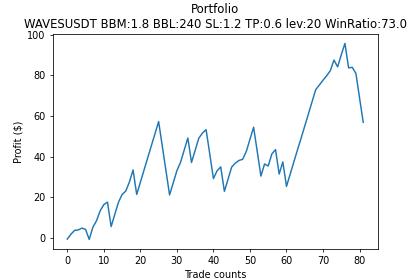 Portfolio
WAVESUSDT BBM:1.8 BBL:240 SL:1.2 TP:0.6 lev:20 WinRatio:73.0
100
80
60
40
20
0
Profit ($)
0 10 20 30 40 50 60 70 80
Trade counts